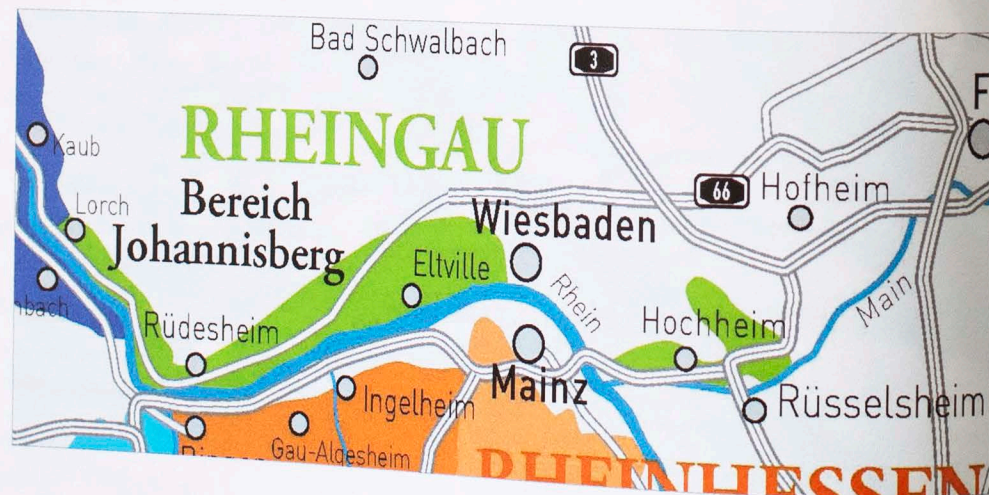 Bad Schwalbach
3
RHEINGAU
Kaub
66
Hofheim
Lorch
Bereich
Johannisberg
Wiesbaden
Eltville
Rhein
Main
Rüdesheim
Hochheim
Mainz
Ingelheim
Rüsselsheim
Gau-Algesheim
RHEINHESSEN